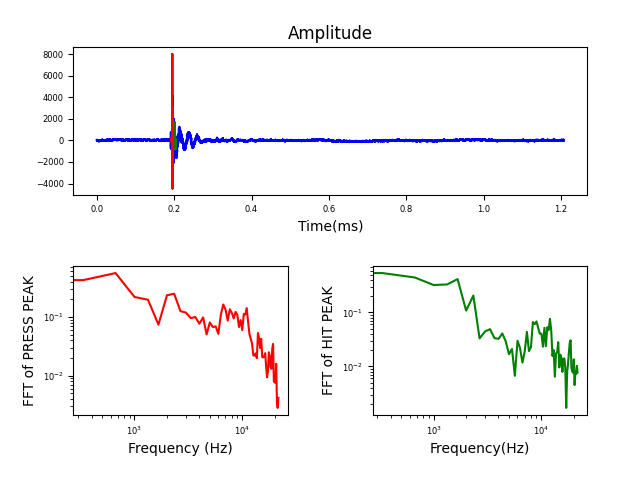 Amplitude
8000
6000
4000
2000
0
−2000
−4000
0.0 0.2 0.4 0.6 0.8 1.0 1.2
Time(ms)
FFT of PRESS PEAK
10⁻¹
10⁻²
10³ 10⁴
Frequency (Hz)
FFT of HIT PEAK
10⁻¹
10⁻²
10³ 10⁴
Frequency(Hz)